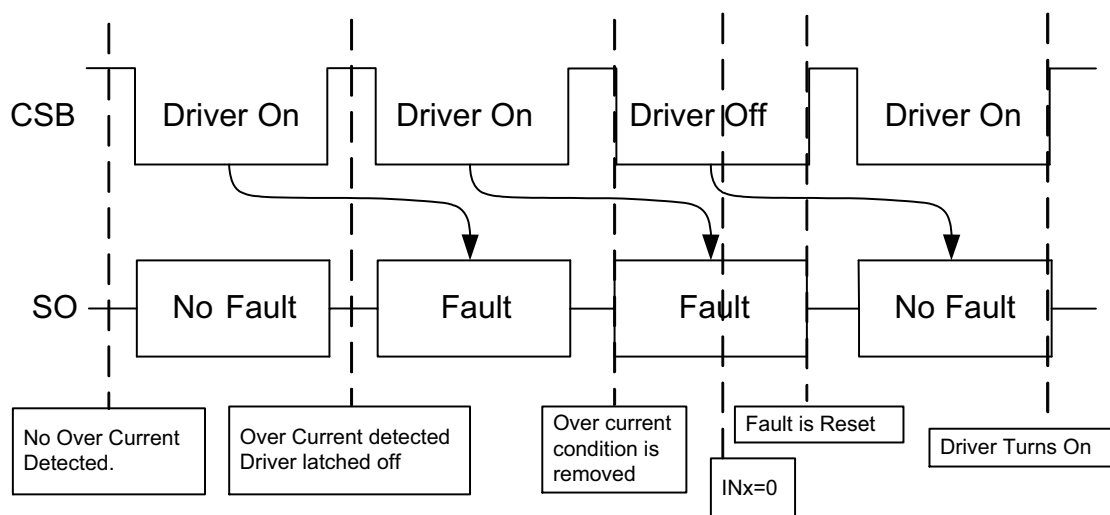 CSB
Driver On
Driver On
Driver Off
Driver On
SO
No Fault
Fault
Fault
No Fault
No Over Current
Detected.
Over Current detected
Driver latched off
Over current
condition is
removed
INx=0
Fault is Reset
Driver Turns On